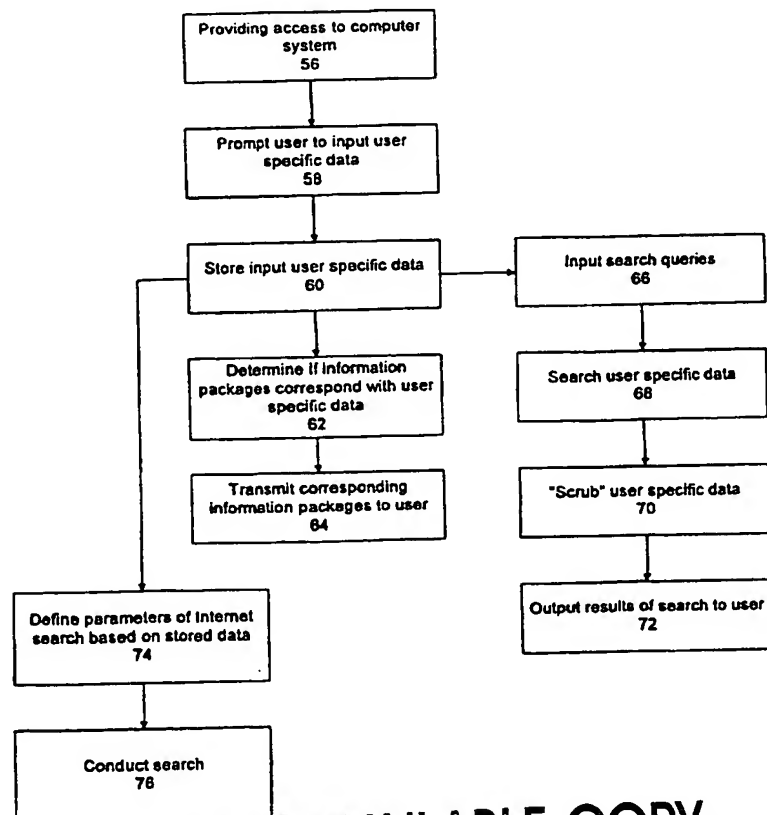 Providing access to computer
system
56
Prompt user to input user
specific data
58
Store input user specific data
60
Input search queries
66
Determine if information
packages correspond with user
specific data
62
Search user specific data
68
Transmit corresponding
information packages to user
64
"Scrub" user specific data
70
Define parameters of Internet
search based on stored data
74
Output results of search to user
72
Conduct search
76
COPY